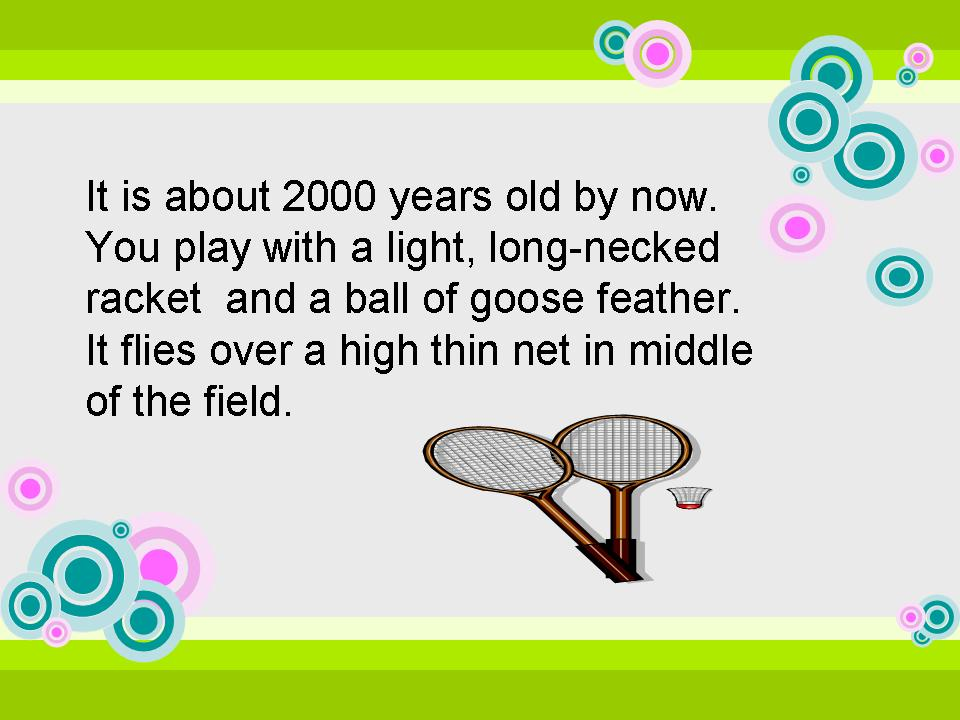 It is about 2000 years old by now.
You play with a light, long-necked
racket  and a ball of goose feather.
It flies over a high thin net in middle
of the field.